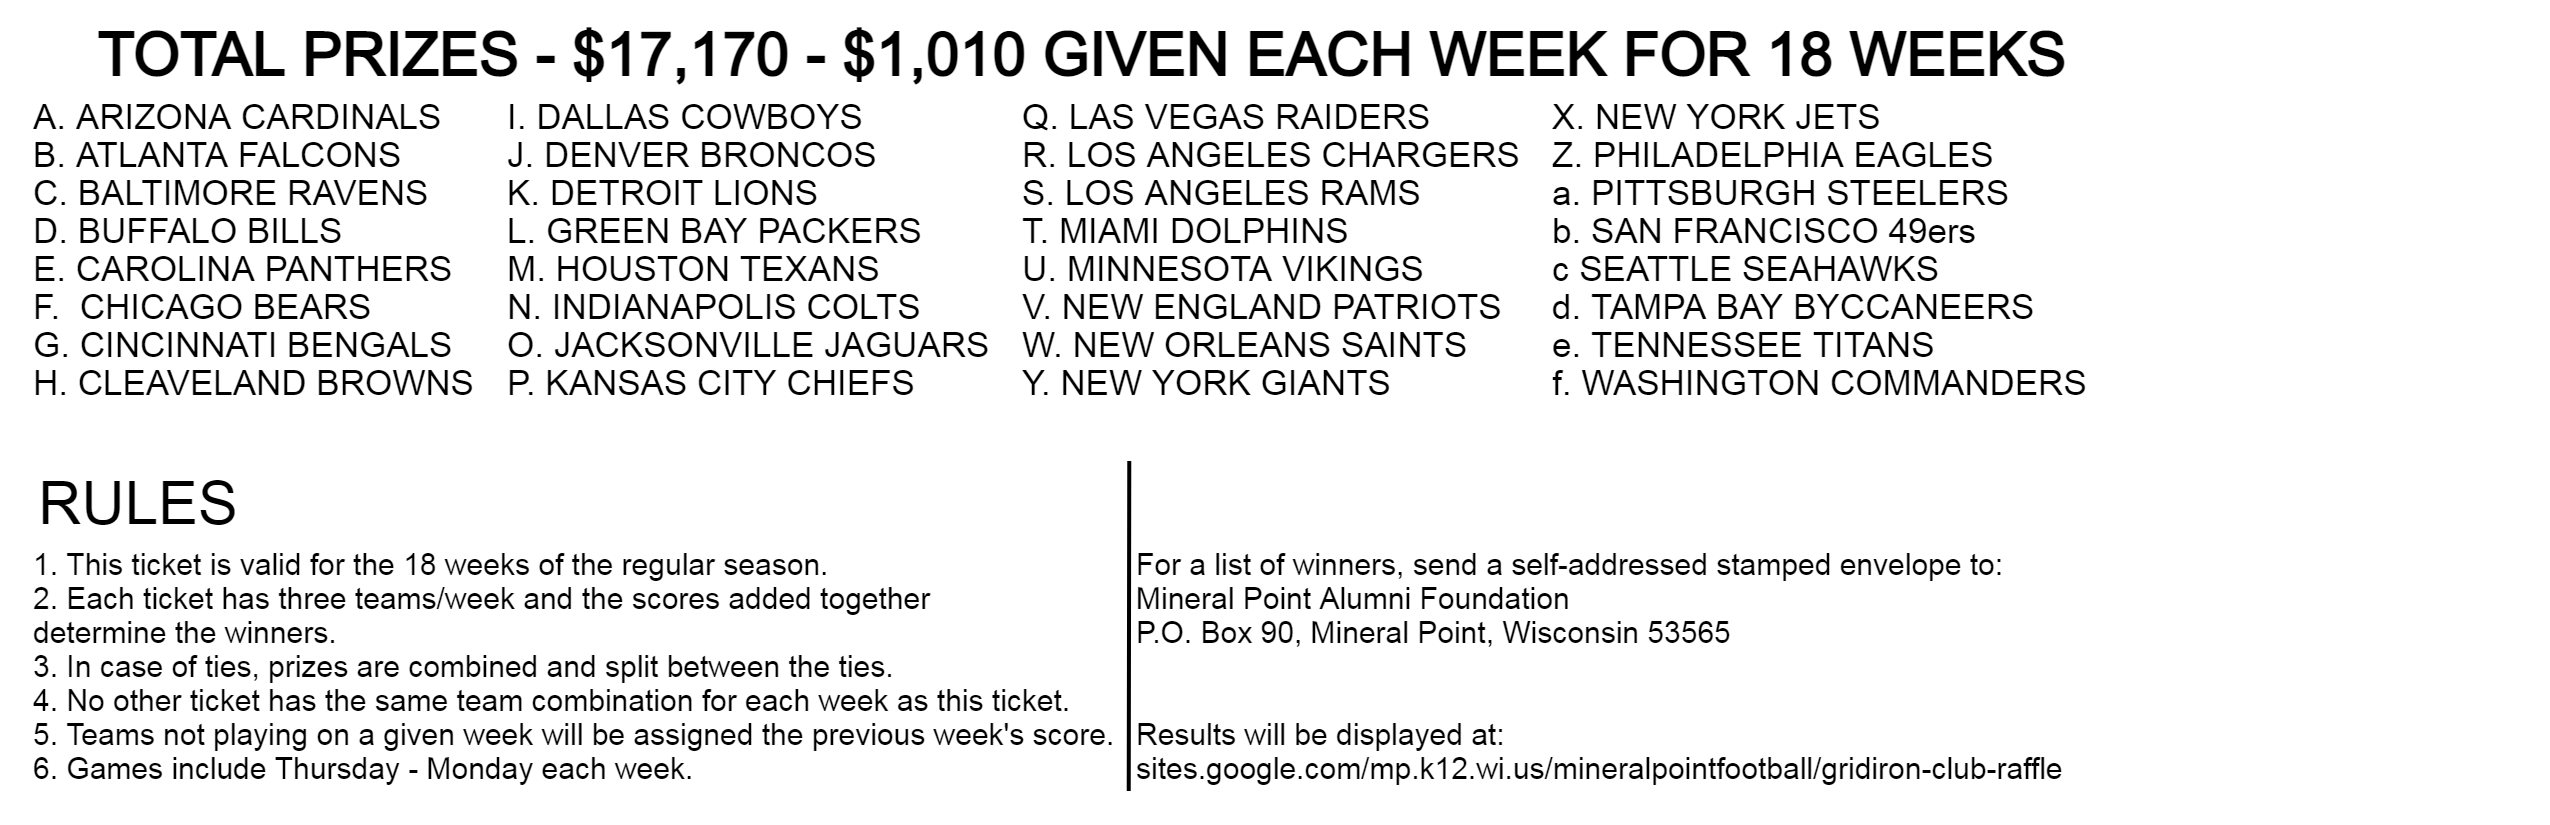 TOTAL PRIZES - $17,170 - $1,010 GIVEN EACH WEEK FOR 18 WEEKS
A. ARIZONA CARDINALS
B. ATLANTA FALCONS
C. BALTIMORE RAVENS
D. BUFFALO BILLS
E. CAROLINA PANTHERS
F. CHICAGO BEARS
G. CINCINNATI BENGALS
H. CLEAVELAND BROWNS
I. DALLAS COWBOYS
J. DENVER BRONCOS
K. DETROIT LIONS
L. GREEN BAY PACKERS
M. HOUSTON TEXANS
N. INDIANAPOLIS COLTS
O. JACKSONVILLE JAGUARS
P. KANSAS CITY CHIEFS
Q. LAS VEGAS RAIDERS
R. LOS ANGELES CHARGERS
S. LOS ANGELES RAMS
T. MIAMI DOLPHINS
U. MINNESOTA VIKINGS
V. NEW ENGLAND PATRIOTS
W. NEW ORLEANS SAINTS
Y. NEW YORK GIANTS
X. NEW YORK JETS
Z. PHILADELPHIA EAGLES
a. PITTSBURGH STEELERS
b. SAN FRANCISCO 49ers
c SEATTLE SEAHAWKS
d. TAMPA BAY BYCCANEERS
e. TENNESSEE TITANS
f. WASHINGTON COMMANDERS
RULES
1. This ticket is valid for the 18 weeks of the regular season.
2. Each ticket has three teams/week and the scores added together
determine the winners.
3. In case of ties, prizes are combined and split between the ties.
4. No other ticket has the same team combination for each week as this ticket.
5. Teams not playing on a given week will be assigned the previous week's score.
6. Games include Thursday - Monday each week.
For a list of winners, send a self-addressed stamped envelope to:
Mineral Point Alumni Foundation
P.O. Box 90, Mineral Point, Wisconsin 53565
Results will be displayed at:
sites.google.com/mp.k12.wi.us/mineralpointfootball/gridiron-club-raffle